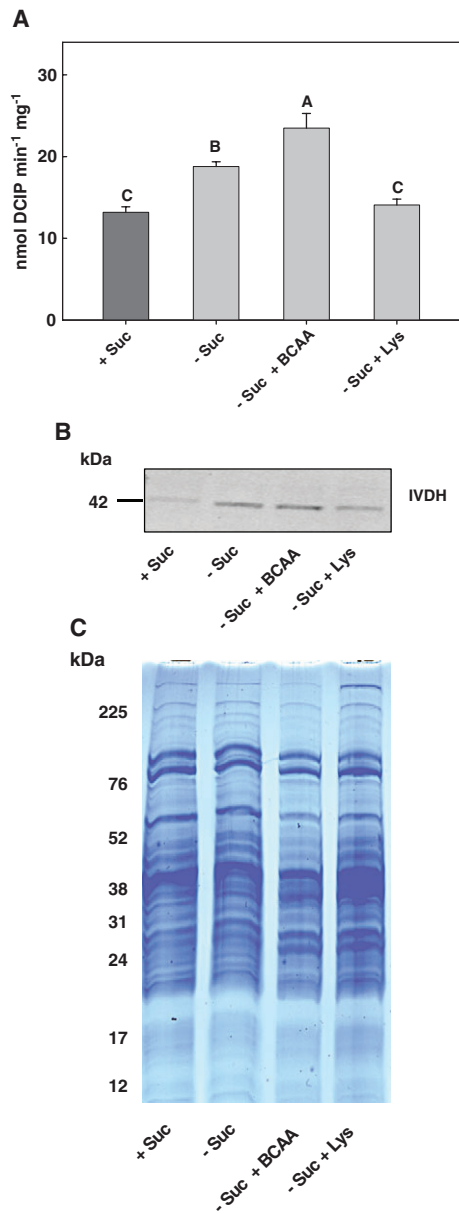 A
nmol DCIP min⁻¹ mg⁻¹
30
20
10
0
C
B
A
C
+ Suc
- Suc
- Suc + BCAA
- Suc + Lys
B
kDa
42
IVDH
+ Suc
- Suc
- Suc + BCAA
- Suc + Lys
C
kDa
225
76
52
38
31
24
17
12
+ Suc
- Suc
- Suc + BCAA
- Suc + Lys